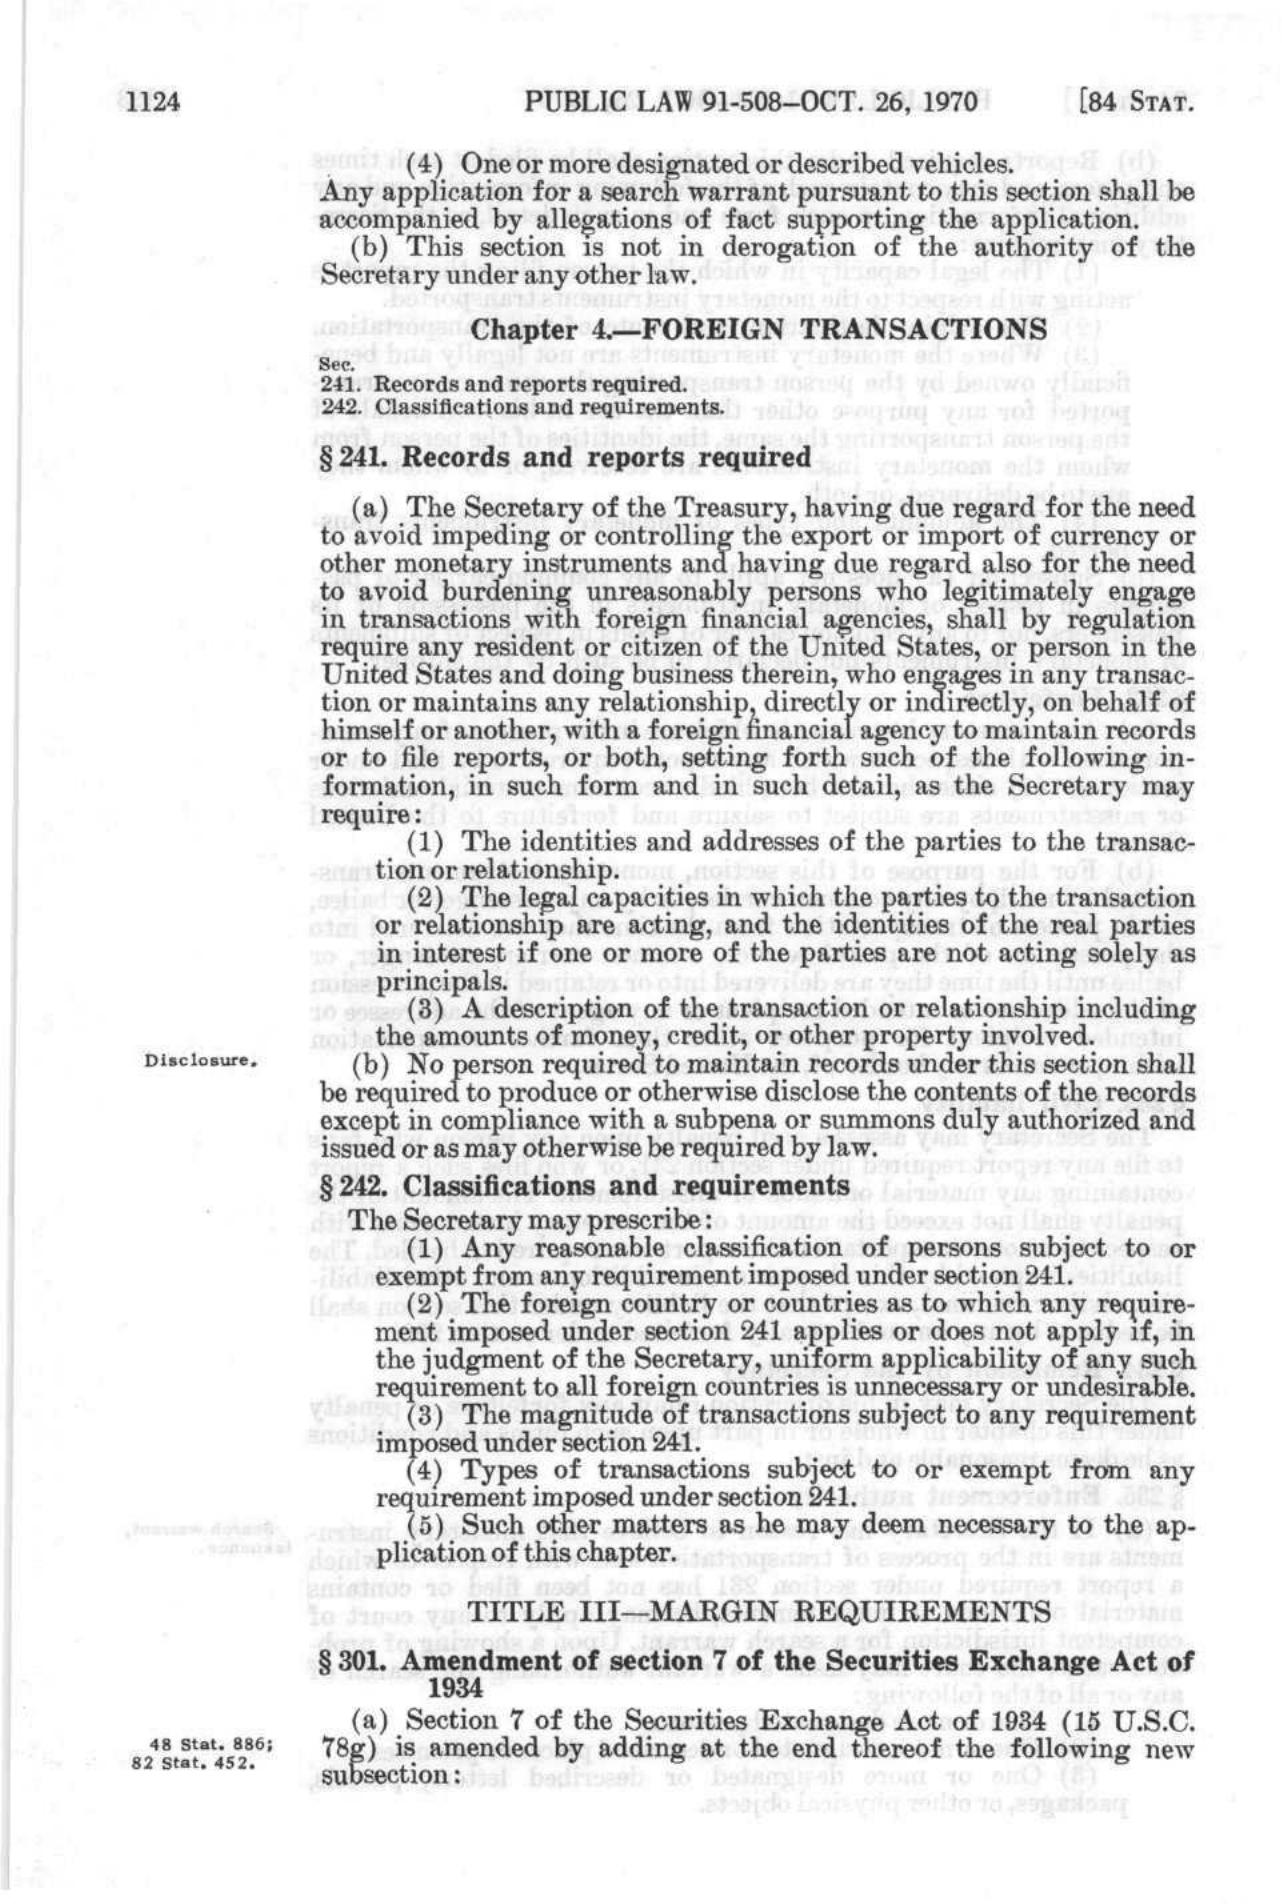 1124 PUBLIC LAW 91-508—OCT. 26, 1970 [84 STAT.
(4) One or more designated or described vehicles.
Any application for a search warrant pursuant to this section shall be
accompanied by allegations of fact supporting the application.
(b) This section is not in derogation of the authority of the
Secretary under any other law.
Chapter 4.—FOREIGN TRANSACTIONS
Sec.
241. Records and reports required.
242. Classifications and requirements.
§ 241. Records and reports required
(a) The Secretary of the Treasury, having due regard for the need
to avoid impeding or controlling the export or import of currency or
other monetary instruments and having due regard also for the need
to avoid burdening unreasonably persons who legitimately engage
in transactions with foreign financial agencies, shall by regulation
require any resident or citizen of the United States, or person in the
United States and doing business therein, who engages in any transac-
tion or maintains any relationship, directly or indirectly, on behalf of
himself or another, with a foreign financial agency to maintain records
or to file reports, or both, setting forth such of the following in-
formation, in such form and in such detail, as the Secretary may
require:
(1) The identities and addresses of the parties to the transac-
tion or relationship.
(2) The legal capacities in which the parties to the transaction
or relationship are acting, and the identities of the real parties
in interest if one or more of the parties are not acting solely as
principals.
(3) A description of the transaction or relationship including
the amounts of money, credit, or other property involved.
Disclosure.
(b) No person required to maintain records under this section shall
be required to produce or otherwise disclose the contents of the records
except in compliance with a subpena or summons duly authorized and
issued or as may otherwise be required by law.
§ 242. Classifications and requirements
The Secretary may prescribe:
(1) Any reasonable classification of persons subject to or
exempt from any requirement imposed under section 241.
(2) The foreign country or countries as to which any require-
ment imposed under section 241 applies or does not apply if, in
the judgment of the Secretary, uniform applicability of any such
requirement to all foreign countries is unnecessary or undesirable.
(3) The magnitude of transactions subject to any requirement
imposed under section 241.
(4) Types of transactions subject to or exempt from any
requirement imposed under section 241.
(5) Such other matters as he may deem necessary to the ap-
plication of this chapter.
TITLE III—MARGIN REQUIREMENTS
§ 301. Amendment of section 7 of the Securities Exchange Act of
1934
(a) Section 7 of the Securities Exchange Act of 1934 (15 U.S.C.
48 Stat. 886;
82 Stat. 452.
78g) is amended by adding at the end thereof the following new
subsection: